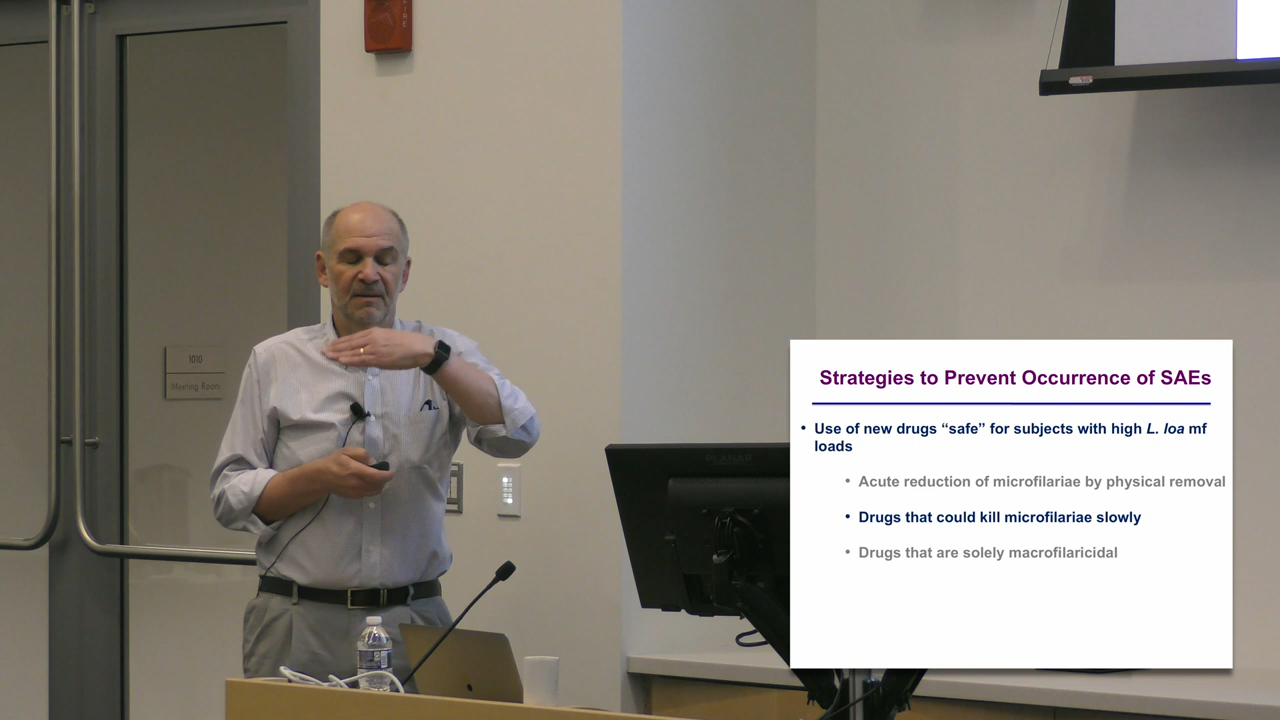 FIRE
1010
Meeting Room
PLANAR
Strategies to Prevent Occurrence of SAEs
• Use of new drugs “safe” for subjects with high L. loa mf
loads
• Acute reduction of microfilariae by physical removal
• Drugs that could kill microfilariae slowly
• Drugs that are solely macrofilaricidal